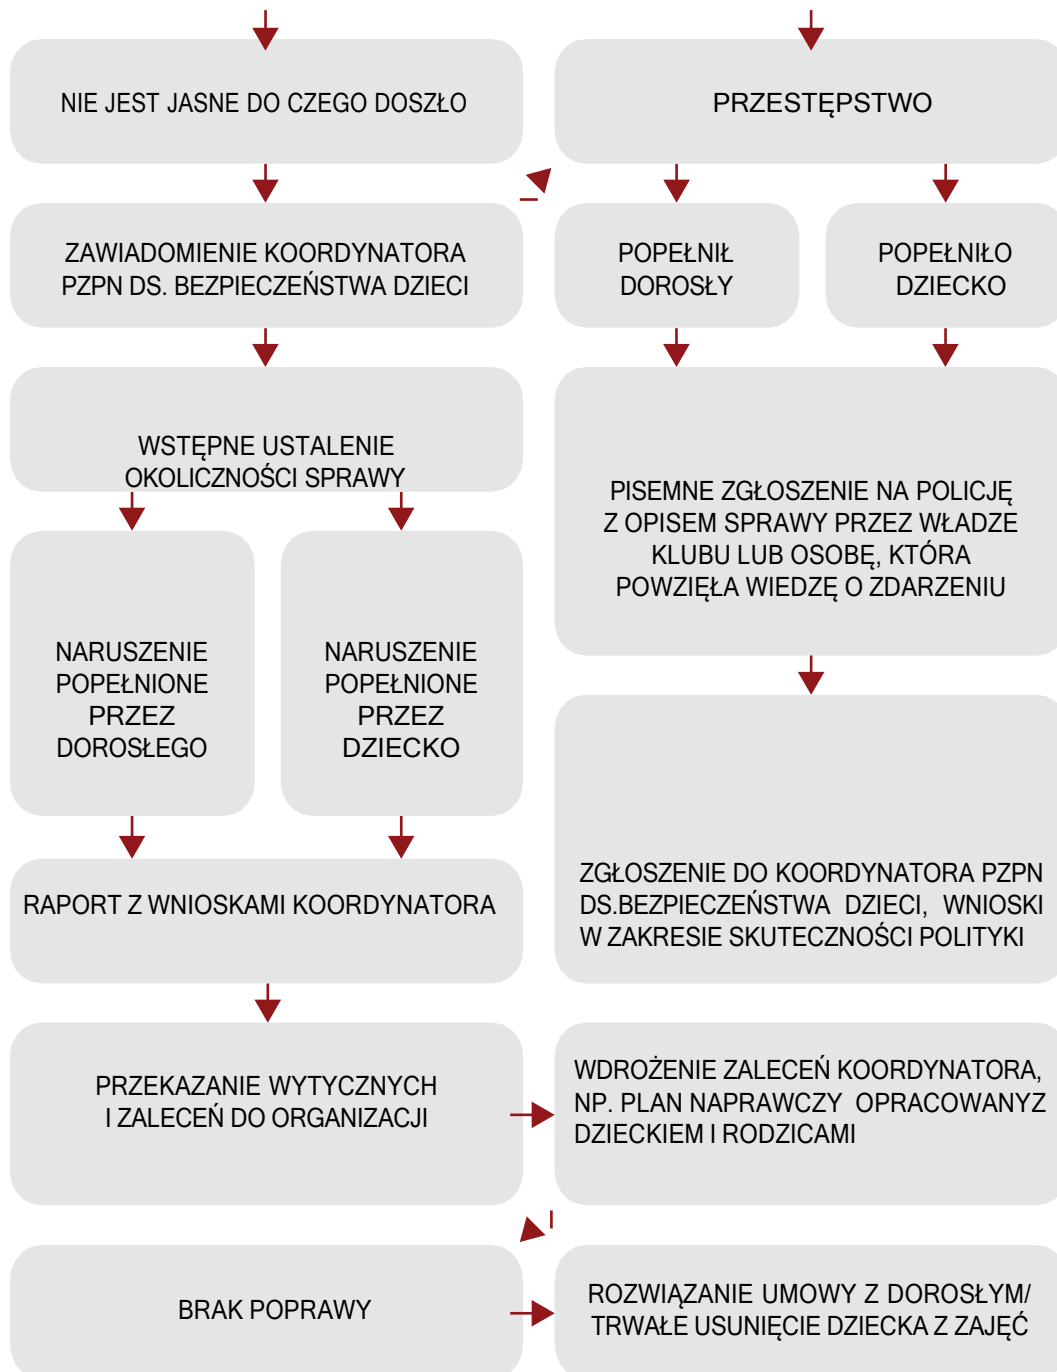 NIE JEST JASNE DO CZEGO DOSZŁO
PRZESTĘPSTWO
ZAWIADOMIENIE KOORDYNATORA
PZPN DS. BEZPIECZEŃSTWA DZIECI
POPEŁNIŁ
DOROSŁY
POPEŁNIŁO
DZIECKO
WSTĘPNE USTALENIE
OKOLICZNOŚCI SPRAWY
PISEMNE ZGŁOSZENIE NA POLICJĘ
Z OPISEM SPRAWY PRZEZ WŁADZE
KLUBU LUB OSOBĘ, KTÓRA
POWZIĘŁA WIEDZĘ O ZDARZENIU
NARUSZENIE
POPEŁNIONE
PRZEZ
DOROSŁEGO
NARUSZENIE
POPEŁNIONE
PRZEZ
DZIECKO
RAPORT Z WNIOSKAMI KOORDYNATORA
ZGŁOSZENIE DO KOORDYNATORA PZPN
DS.BEZPIECZEŃSTWA DZIECI, WNIOSKI
W ZAKRESIE SKUTECZNOŚCI POLITYKI
PRZEKAZANIE WYTYCZNYCH
I ZALECEŃ DO ORGANIZACJI
WDROŻENIE ZALECEŃ KOORDYNATORA,
NP. PLAN NAPRAWCZY OPRACOWANYZ
DZIECKIEM I RODZICAMI
BRAK POPRAWY
ROZWIĄZANIE UMOWY Z DOROSŁYM/
TRWAŁE USUNIĘCIE DZIECKA Z ZAJĘĆ